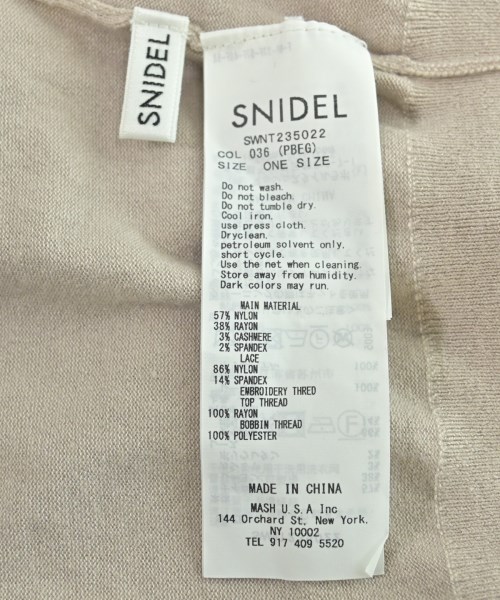 SNIDEL
SNIDEL
SWNT235022
COL 036 (PBEG)
SIZE ONE SIZE
Do not wash.
Do not bleach.
Do not tumble dry.
Cool iron.
use press cloth.
Dryclean.
petroleum solvent only,
short cycle.
Use the net when cleaning.
Store away from humidity.
Dark colors may run.
MAIN MATERIAL
57% NYLON
38% RAYON
3% CASHMERE
2% SPANDEX
LACE
86% NYLON
14% SPANDEX
EMBROIDERY THRED
TOP THREAD
100% RAYON
BOBBIN THREAD
100% POLYESTER
MADE IN CHINA
MASH U.S.A Inc
144 Orchard St, New York.
NY 10002
TEL 917 409 5520